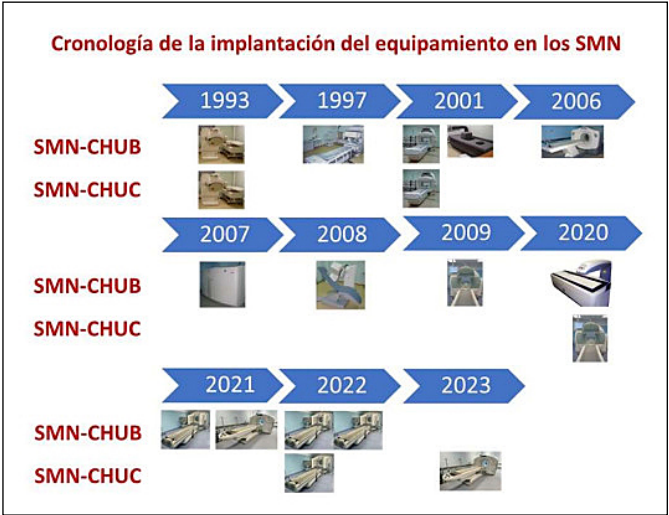 Cronología de la implantación del equipamiento en los SMN
1993 1997 2001 2006
SMN-CHUB
SMN-CHUC
2007 2008 2009 2020
SMN-CHUB
SMN-CHUC
2021 2022 2023
SMN-CHUB
SMN-CHUC